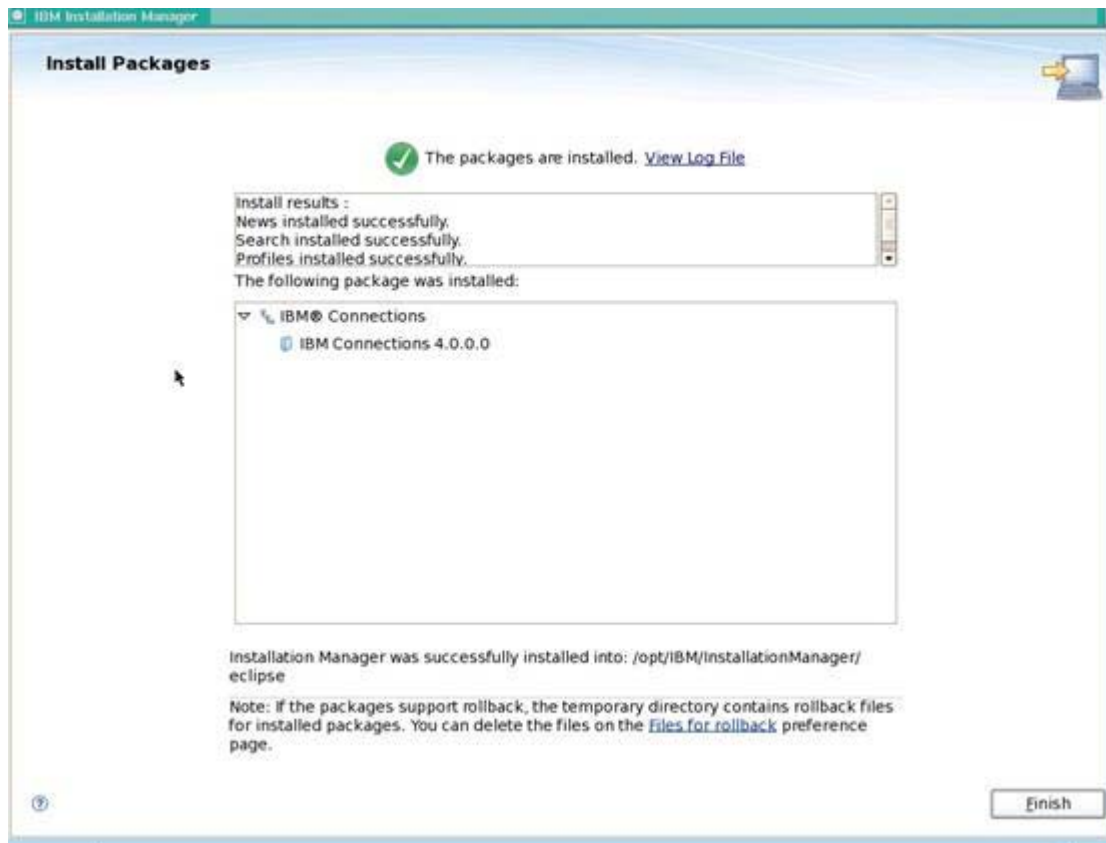 IBM Installation Manager
Install Packages
The packages are installed. View Log File
Install results :
News installed successfully.
Search installed successfully.
Profiles installed successfully.
The following package was installed:
IBM® Connections
IBM Connections 4.0.0.0
Installation Manager was successfully installed into: /opt/IBM/InstallationManager/
eclipse
Note: If the packages support rollback, the temporary directory contains rollback files
for installed packages. You can delete the files on the Files for rollback preference
page.
?
Finish